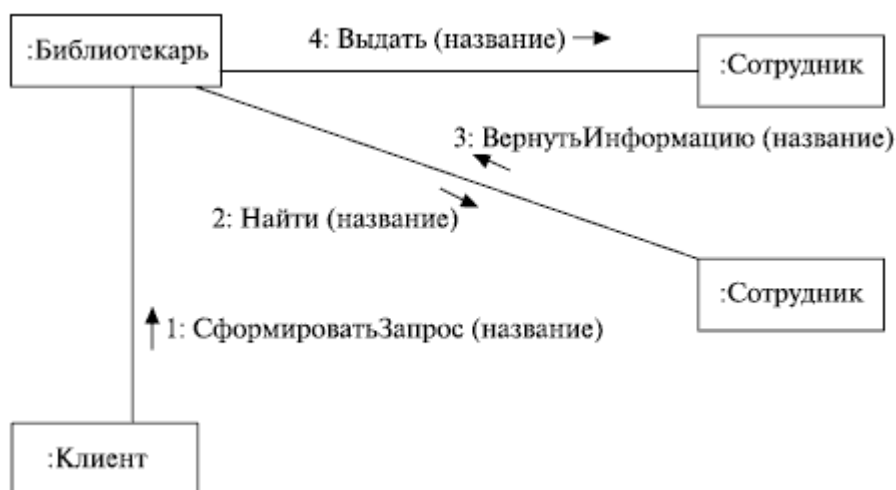 :Библиотекарь
4: Выдать (название)
:Сотрудник
3: ВернутьИнформацию (название)
2: Найти (название)
:Сотрудник
1: СформироватьЗапрос (название)
:Клиент